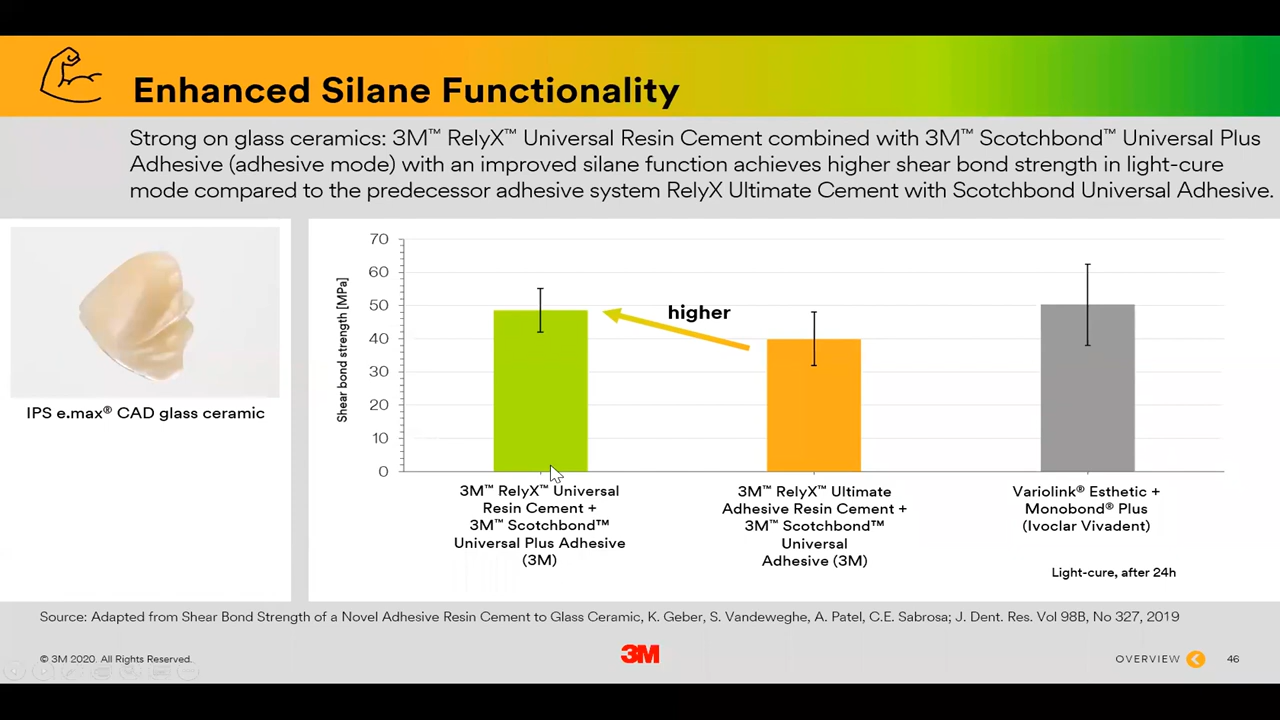 Enhanced Silane Functionality
Strong on glass ceramics: 3M™ RelyX™ Universal Resin Cement combined with 3M™ Scotchbond™ Universal Plus
Adhesive (adhesive mode) with an improved silane function achieves higher shear bond strength in light-cure
mode compared to the predecessor adhesive system RelyX Ultimate Cement with Scotchbond Universal Adhesive.
IPS e.max® CAD glass ceramic
Shear bond strength [MPa]
70
60
50
40
30
20
10
0
higher
3M™ RelyX™ Universal
Resin Cement +
3M™ Scotchbond™
Universal Plus Adhesive
(3M)
3M™ RelyX™ Ultimate
Adhesive Resin Cement +
3M™ Scotchbond™
Universal
Adhesive (3M)
Variolink® Esthetic +
Monobond® Plus
(Ivoclar Vivadent)
Light-cure, after 24h
Source: Adapted from Shear Bond Strength of a Novel Adhesive Resin Cement to Glass Ceramic, K. Geber, S. Vandeweghe, A. Patel, C.E. Sabrosa; J. Dent. Res. Vol 98B, No 327, 2019
© 3M 2020. All Rights Reserved.
3M
OVERVIEW
46